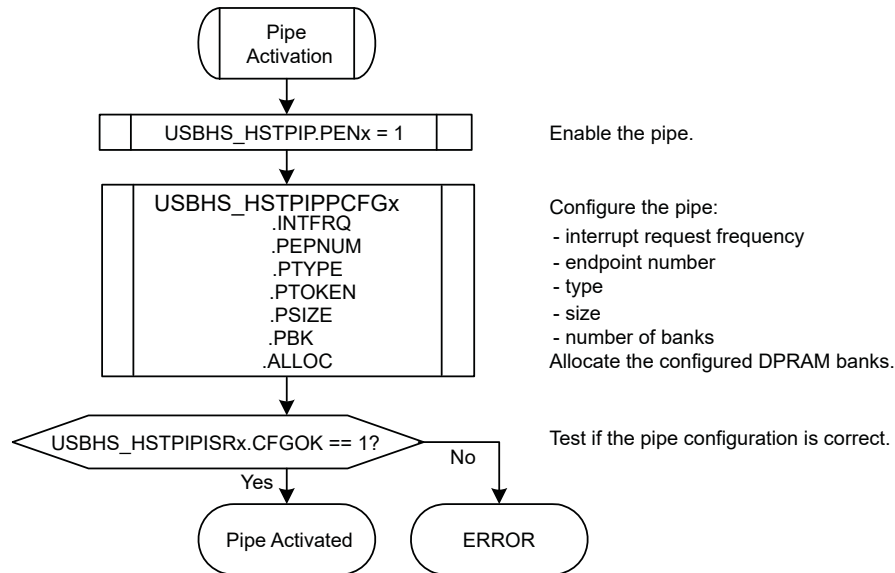 Pipe
Activation
USBHS_HSTPIP.PENx = 1
Enable the pipe.
USBHS_HSTPIPPCFGx
.INTFRQ
.PEPNUM
.PTYPE
.PTOKEN
.PSIZE
.PBK
.ALLOC
Configure the pipe:
- interrupt request frequency
- endpoint number
- type
- size
- number of banks
Allocate the configured DPRAM banks.
USBHS_HSTPIPISRx.CFGOK == 1?
Test if the pipe configuration is correct.
Yes
No
Pipe Activated
ERROR